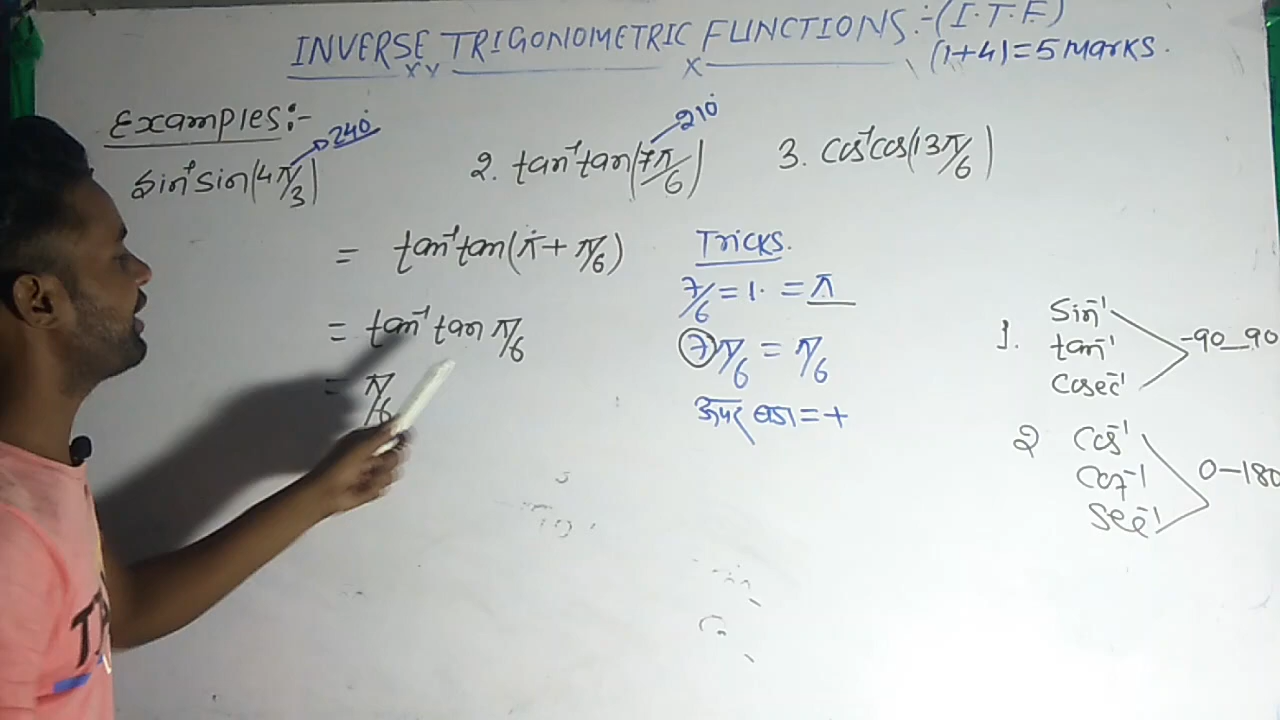 INVERSE TRIGONOMETRIC FUNCTIONS:-(I.T.F.)
(1+4)=5 Marks.
Examples:-
240°
sin⁻¹sin(4π/3)
210°
2. tan⁻¹tan(7π/6)
3. cos⁻¹cos(13π/6)
= tan⁻¹tan(π+π/6)
= tan⁻¹tan π/6
= π/6
Tricks.
7/6 = 1. = π
7π/6 = π/6
= +
1. Sin⁻¹
tan⁻¹
Cosec⁻¹
-90_90
2 Cos⁻¹
Cot⁻¹
Sec⁻¹
0-180